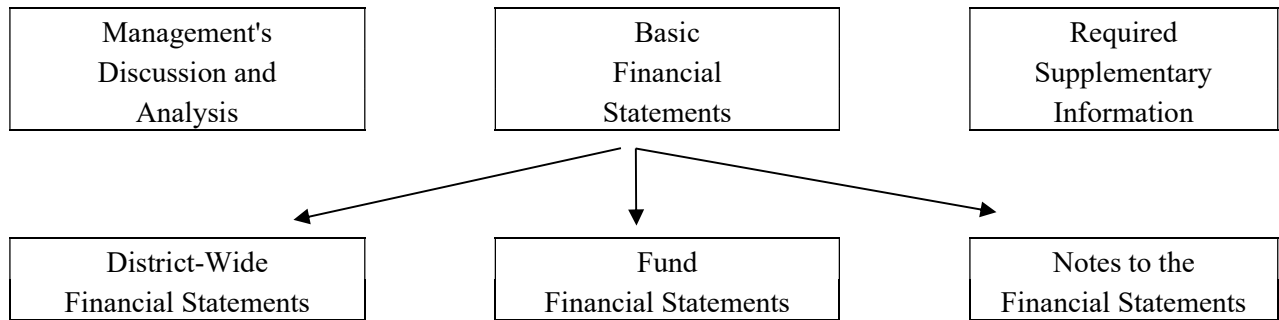 Management's
Discussion and
Analysis
Basic
Financial
Statements
Required
Supplementary
Information
District-Wide
Financial Statements
Fund
Financial Statements
Notes to the
Financial Statements